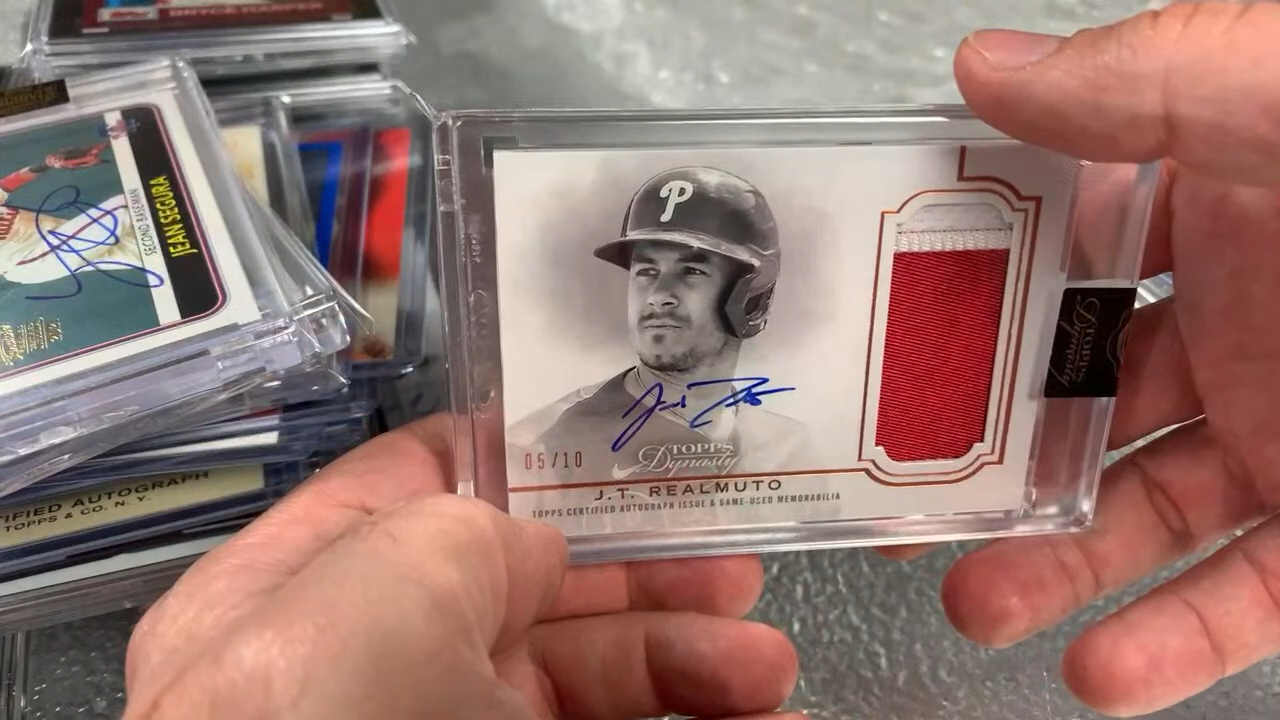 BRYCE HARPER
SECOND BASEMAN
JEAN SEGURA
TIFIED AUTOGRAPH
TOPPS & CO. N. Y.
P
05/10
TOPPS
Dynasty
J.T. REALMUTO
TOPPS CERTIFIED AUTOGRAPH ISSUE & GAME-USED MEMORABILIA
TOPPS
Dynasty